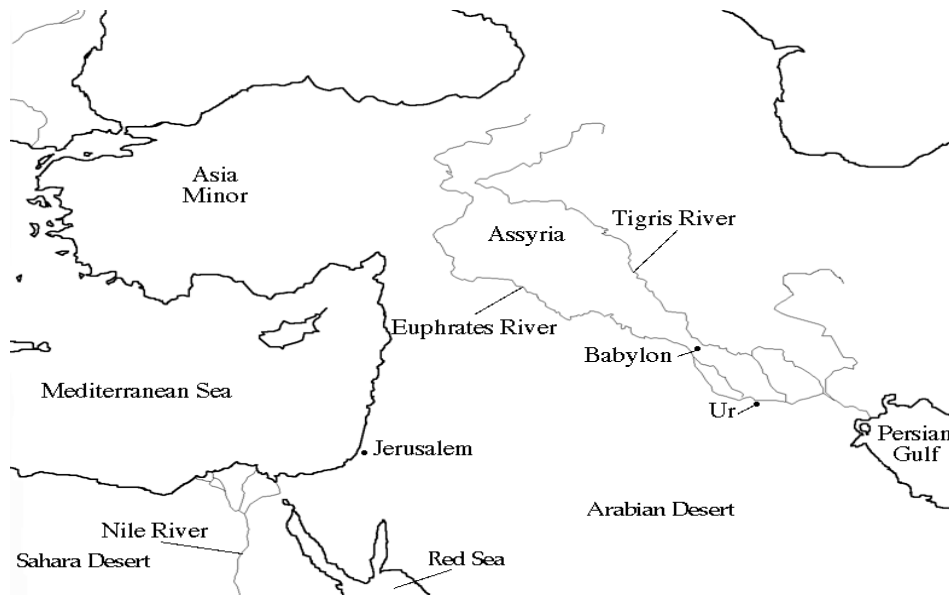 Asia
Minor
Tigris River
Assyria
Euphrates River
Babylon
Mediterranean Sea
Ur
Persian
Gulf
Jerusalem
Arabian Desert
Nile River
Sahara Desert
Red Sea